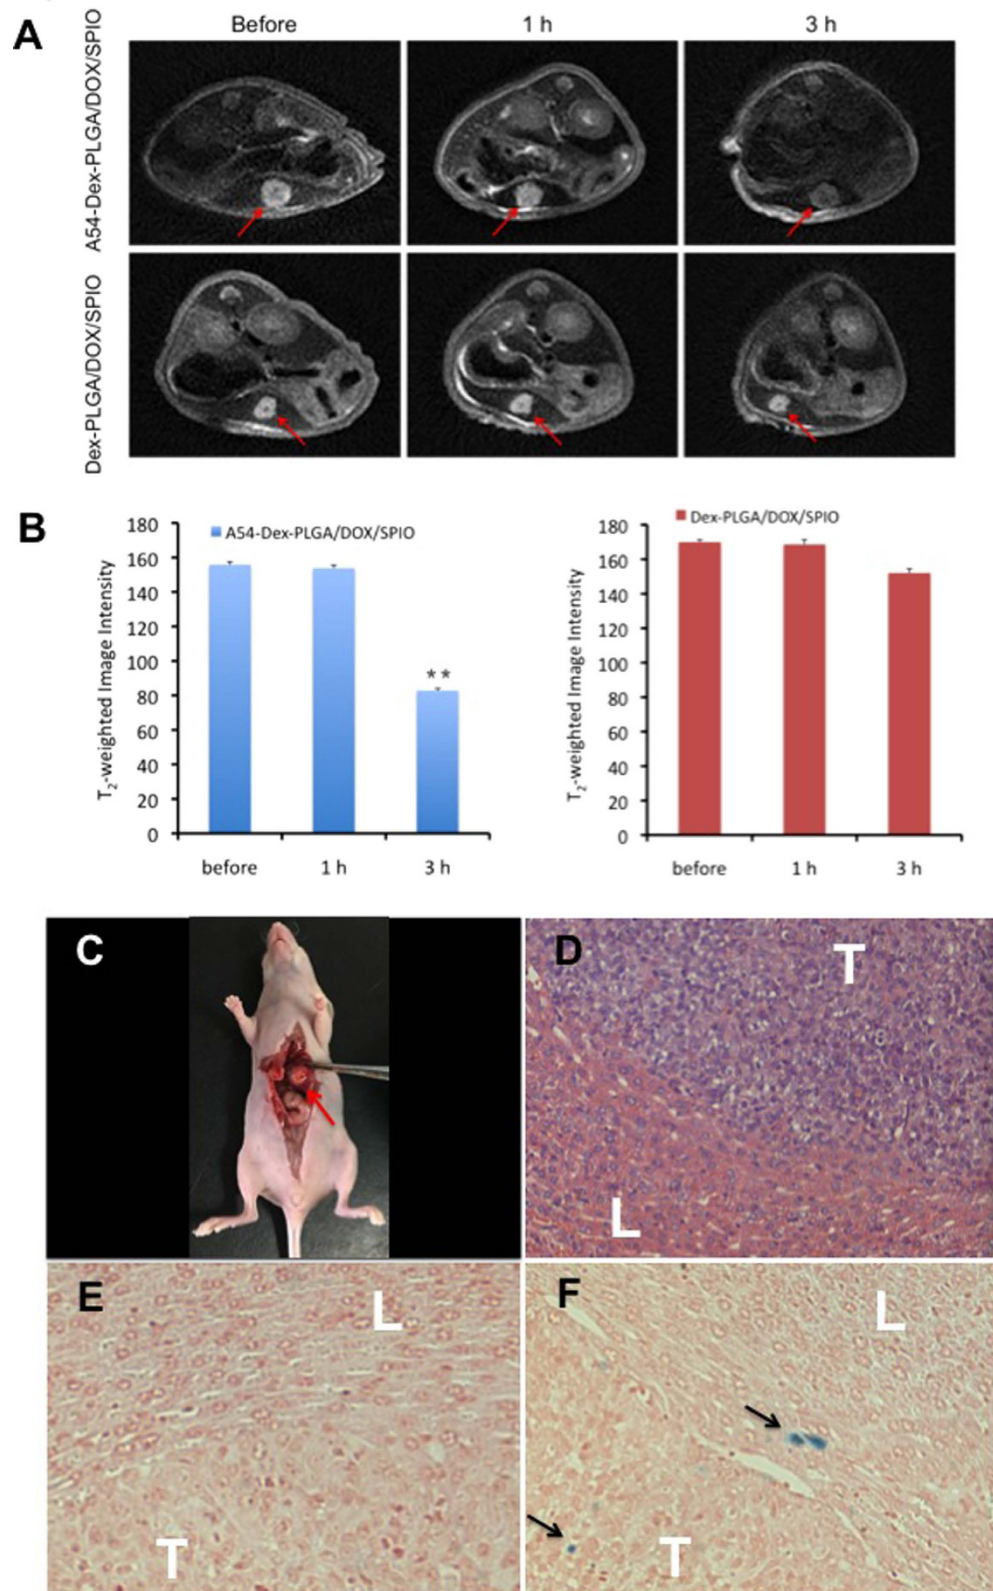 A
Before
1 h
3 h
A54-Dex-PLGA/DOX/SPIO
Dex-PLGA/DOX/SPIO
B
A54-Dex-PLGA/DOX/SPIO
T2-weighted Image Intensity
180
160
140
120
100
80
60
40
20
0
**
before
1 h
3 h
Dex-PLGA/DOX/SPIO
T2-weighted Image Intensity
180
160
140
120
100
80
60
40
20
0
before
1 h
3 h
C
D
T
L
E
L
T
F
L
T